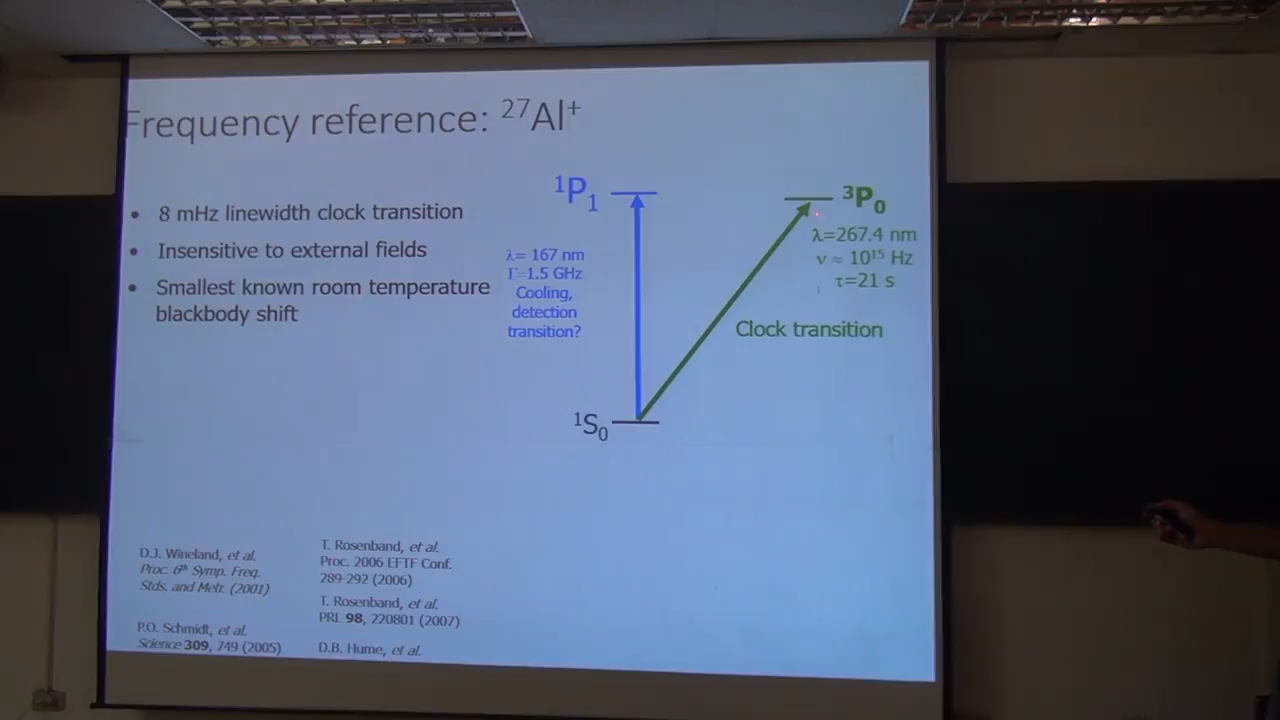 Frequency reference: ²⁷Al⁺
• 8 mHz linewidth clock transition
• Insensitive to external fields
• Smallest known room temperature
blackbody shift
¹P₁
λ= 167 nm
Γ=1.5 GHz
Cooling,
detection
transition?
³P₀
λ=267.4 nm
ν ≈ 10¹⁵ Hz
τ=21 s
Clock transition
¹S₀
D.J. Wineland, et al.
Proc. 6th Symp. Freq.
Stds. and Metr. (2001)
P.O. Schmidt, et al.
Science 309, 749 (2005)
T. Rosenband, et al.
Proc. 2006 EFTF Conf.
289-292 (2006)
T. Rosenband, et al.
PRL 98, 220801 (2007)
D.B. Hume, et al.